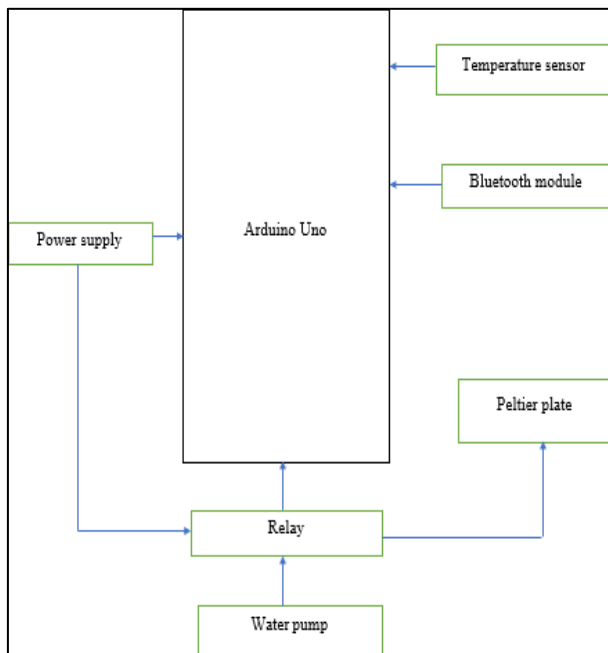 Temperature sensor
Bluetooth module
Arduino Uno
Power supply
Peltier plate
Relay
Water pump